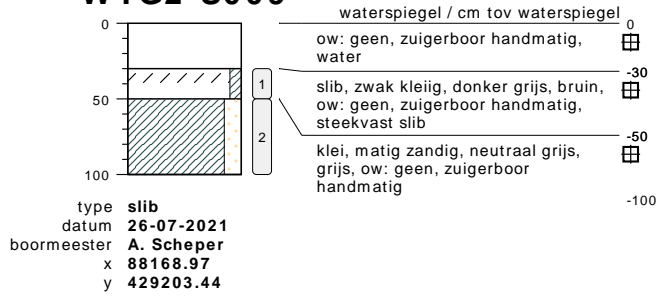 waterspiegel / cm tov waterspiegel
0
0
ow: geen, zuigerboor handmatig,
water
-30
1
slib, zwak kleiig, donker grijs, bruin,
ow: geen, zuigerboor handmatig,
steekvast slib
50
-50
2
klei, matig zandig, neutraal grijs,
grijs, ow: geen, zuigerboor
handmatig
100
-100
type slib
datum 26-07-2021
boormeester A. Scheper
x 88168.97
y 429203.44